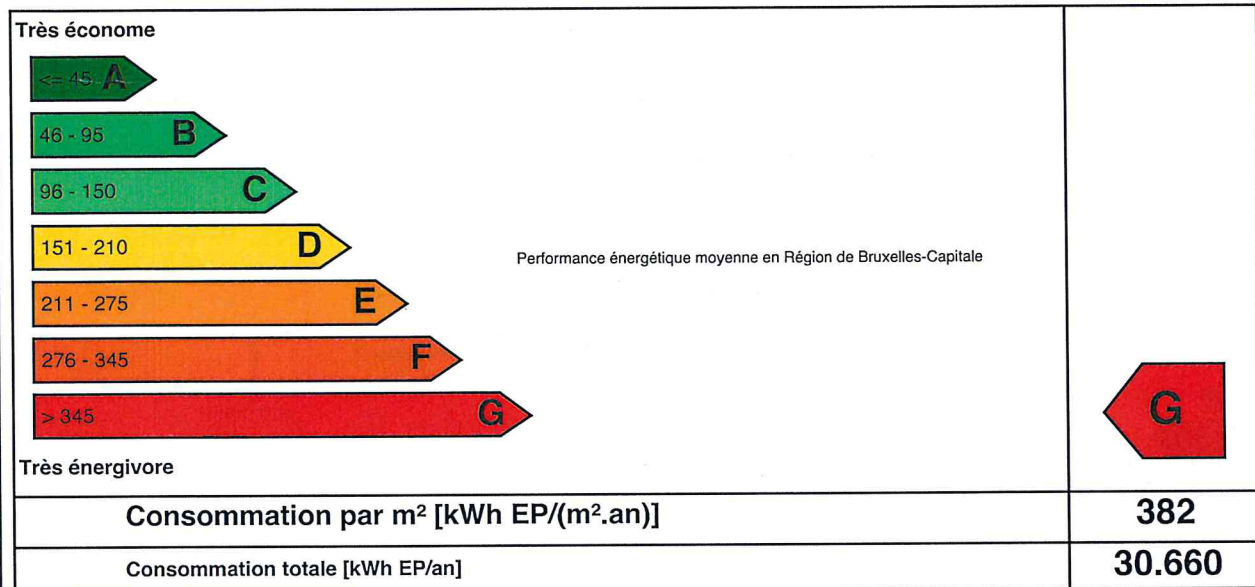 Très économe
<= 45 A
46 - 95 B
96 - 150 C
151 - 210 D
Performance énergétique moyenne en Région de Bruxelles-Capitale
211 - 275 E
276 - 345 F
> 345 G
G
Très énergivore
Consommation par m² [kWh EP/(m².an)] 382
Consommation totale [kWh EP/an] 30.660